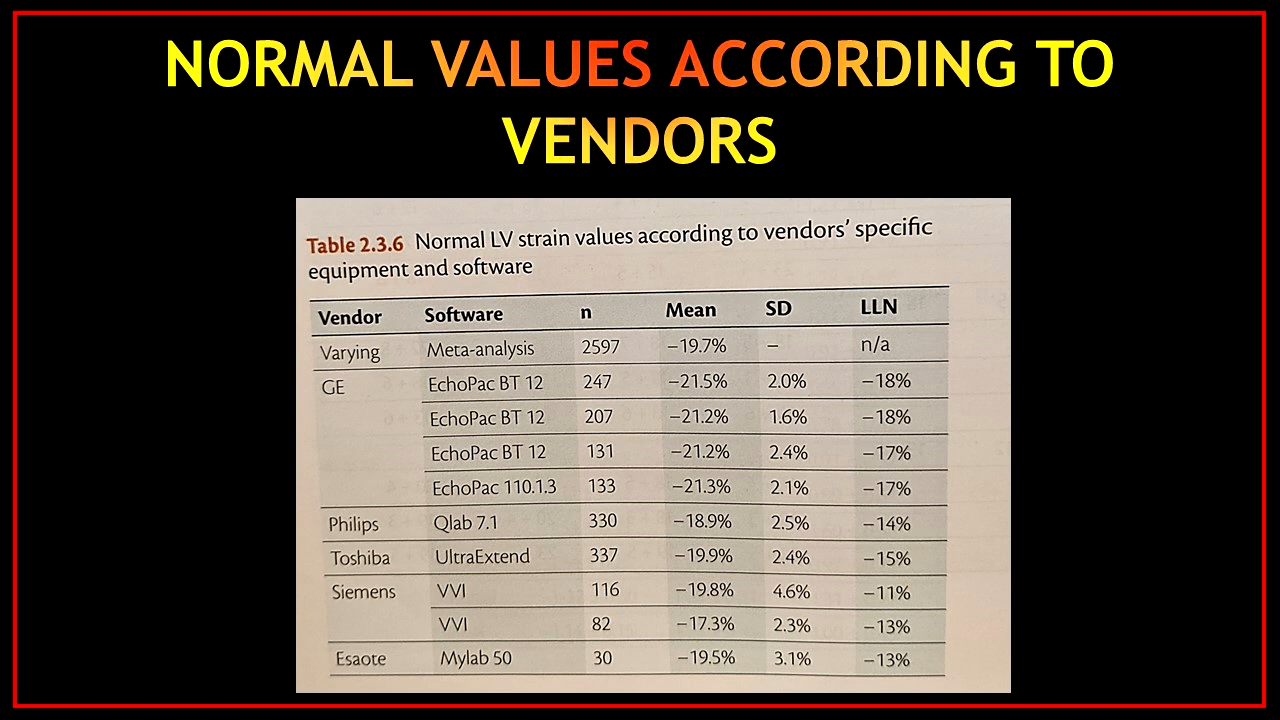 NORMAL VALUES ACCORDING TO
VENDORS
Table 2.3.6 Normal LV strain values according to vendors’ specific
equipment and software
Vendor Software n Mean SD LLN
Varying Meta-analysis 2597 −19.7% – n/a
GE EchoPac BT 12 247 −21.5% 2.0% −18%
EchoPac BT 12 207 −21.2% 1.6% −18%
EchoPac BT 12 131 −21.2% 2.4% −17%
EchoPac 110.1.3 133 −21.3% 2.1% −17%
Philips Qlab 7.1 330 −18.9% 2.5% −14%
Toshiba UltraExtend 337 −19.9% 2.4% −15%
Siemens VVI 116 −19.8% 4.6% −11%
VVI 82 −17.3% 2.3% −13%
Esaote Mylab 50 30 −19.5% 3.1% −13%